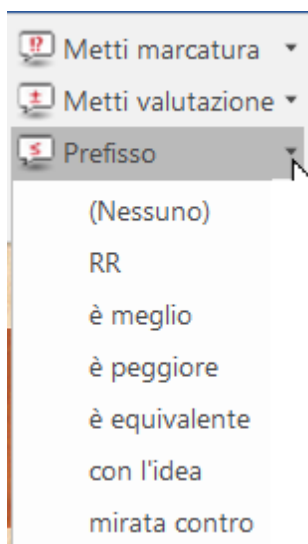 Metti marcatura
Metti valutazione
Prefisso
(Nessuno)
RR
è meglio
è peggiore
è equivalente
con l'idea
mirata contro